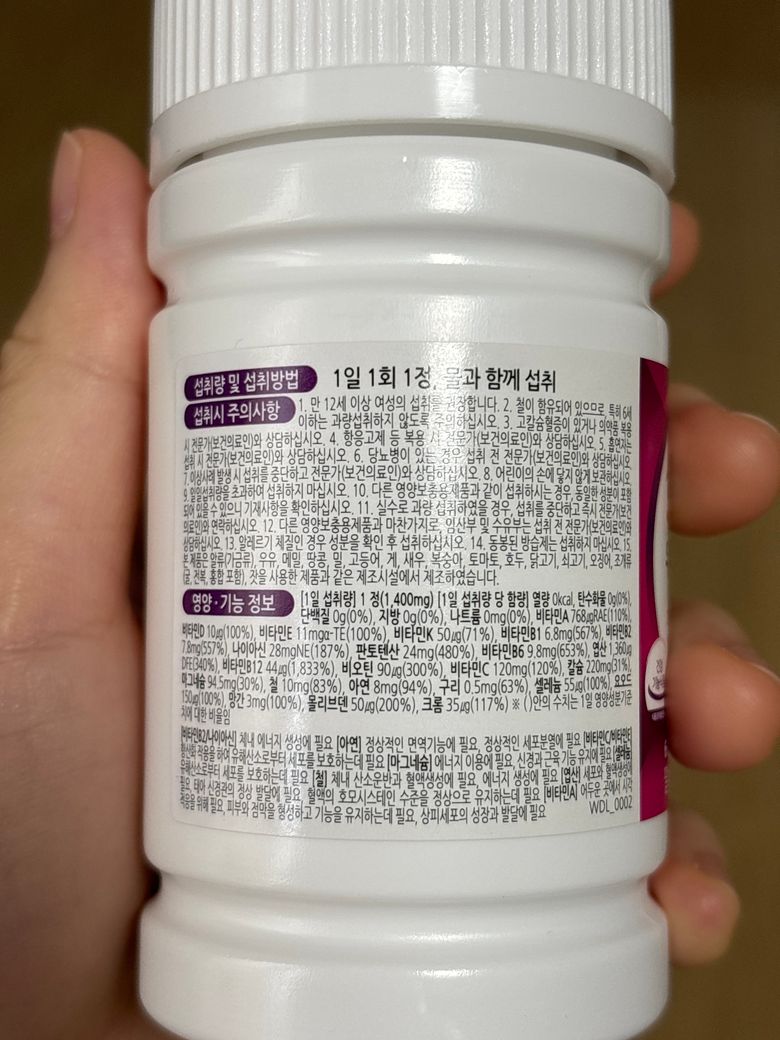 섭취량 및 섭취방법 1일 1회 1정, 물과 함께 섭취
섭취시 주의사항 1. 만 12세 이상 여성의 섭취를 권장합니다. 2. 철이 함유되어 있으므로, 특히 6세
이하는 과량섭취하지 않도록 주의하십시오. 3. 고칼슘혈증이 있거나 의약품 복용
시 전문가(보건의료인)와 상담하십시오. 4. 항응고제 등 복용 시 전문가(보건의료인)와 상담하십시오. 5. 흡연자는
섭취 시 전문가(보건의료인)와 상담하십시오. 6. 당뇨병이 있는 경우 섭취 전 전문가(보건의료인)와 상담하십시오.
7. 이상사례 발생 시 섭취를 중단하고 전문가(보건의료인)와 상담하십시오. 8. 어린이의 손에 닿지 않게 보관하십시오.
9. 일일섭취량을 초과하여 섭취하지 마십시오. 10. 다른 영양보충용제품과 같이 섭취하시는 경우, 동일한 성분이 포함
되어 있을 수 있으니 기재사항을 확인하십시오. 11. 실수로 과량 섭취하였을 경우, 섭취를 중단하고 즉시 전문가(보건
의료인)와 연락하십시오. 12. 다른 영양보충용제품과 마찬가지로, 임산부 및 수유부는 섭취 전 전문가(보건의료인)와
상담하십시오. 13. 알레르기 체질인 경우 성분을 확인 후 섭취하십시오. 14. 동봉된 방습제는 섭취하지 마십시오. 15.
본 제품은 알류(가금류), 우유, 메밀, 땅콩, 밀, 고등어, 게, 새우, 복숭아, 토마토, 호두, 닭고기, 쇠고기, 오징어, 조개류
(굴, 전복, 홍합 포함), 잣을 사용한 제품과 같은 제조시설에서 제조하였습니다.
영양·기능 정보 [1일 섭취량] 1 정(1,400mg) [1일 섭취량 당 함량] 열량 0kcal, 탄수화물 0g(0%),
단백질 0g(0%), 지방 0g(0%), 나트륨 0mg(0%), 비타민A 768㎍RAE(110%),
비타민D 10㎍(100%), 비타민E 11mgα-TE(100%), 비타민K 50㎍(71%), 비타민B1 6.8mg(567%), 비타민B2
7.8mg(557%), 나이아신 28mgNE(187%), 판토텐산 24mg(480%), 비타민B6 9.8mg(653%), 엽산 1,360㎍
DFE(340%), 비타민B12 44㎍(1,833%), 비오틴 90㎍(300%), 비타민C 120mg(120%), 칼슘 220mg(31%),
마그네슘 94.5mg(30%), 철 10mg(83%), 아연 8mg(94%), 구리 0.5mg(63%), 셀레늄 55㎍(100%), 요오드
150㎍(100%), 망간 3mg(100%), 몰리브덴 50㎍(200%), 크롬 35㎍(117%) ※ ( )안의 수치는 1일 영양성분기준
치에 대한 비율임
[비타민B2/나이아신] 체내 에너지 생성에 필요 [아연] 정상적인 면역기능에 필요, 정상적인 세포분열에 필요 [비타민C/비타민E]
항산화 작용을 하여 유해산소로부터 세포를 보호하는데 필요 [마그네슘] 에너지 이용에 필요, 신경과 근육 기능 유지에 필요 [셀레늄]
유해산소로부터 세포를 보호하는데 필요 [철] 체내 산소운반과 혈액생성에 필요, 에너지 생성에 필요 [엽산] 세포와 혈액생성에
필요, 태아 신경관의 정상 발달에 필요, 혈액의 호모시스테인 수준을 정상으로 유지하는데 필요 [비타민A] 어두운 곳에서 시각
적응을 위해 필요, 피부와 점막을 형성하고 기능을 유지하는데 필요, 상피세포의 성장과 발달에 필요
WDL_0002